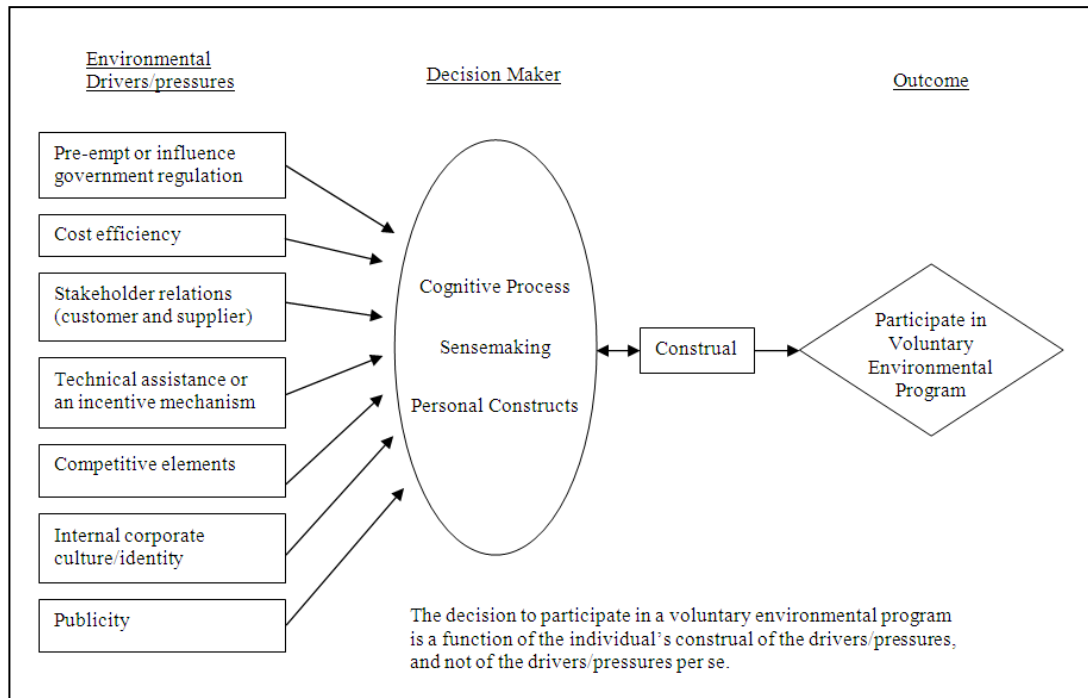 Environmental
Drivers/pressures
Decision Maker
Outcome
Pre-empt or influence
government regulation
Cost efficiency
Stakeholder relations
(customer and supplier)
Technical assistance or
an incentive mechanism
Competitive elements
Internal corporate
culture/identity
Publicity
Cognitive Process
Sensemaking
Personal Constructs
Construal
Participate in
Voluntary
Environmental
Program
The decision to participate in a voluntary environmental program
is a function of the individual’s construal of the drivers/pressures,
and not of the drivers/pressures per se.